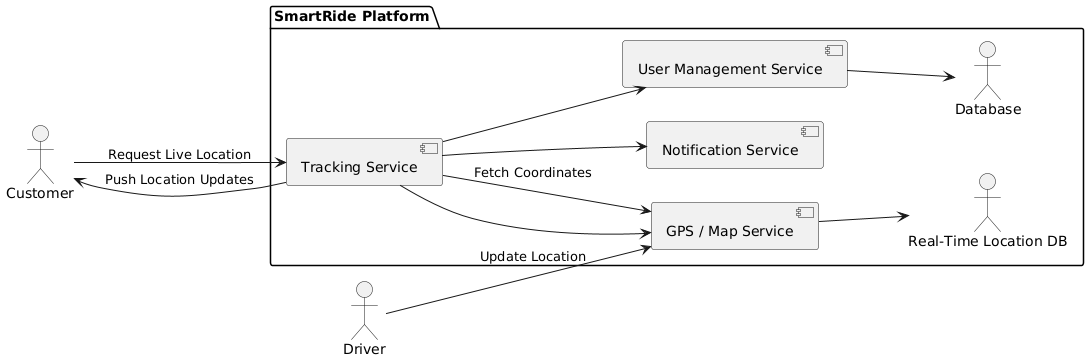 SmartRide Platform
User Management Service
Database
Notification Service
Tracking Service
Request Live Location
Push Location Updates
Customer
Fetch Coordinates
GPS / Map Service
Real-Time Location DB
Update Location
Driver